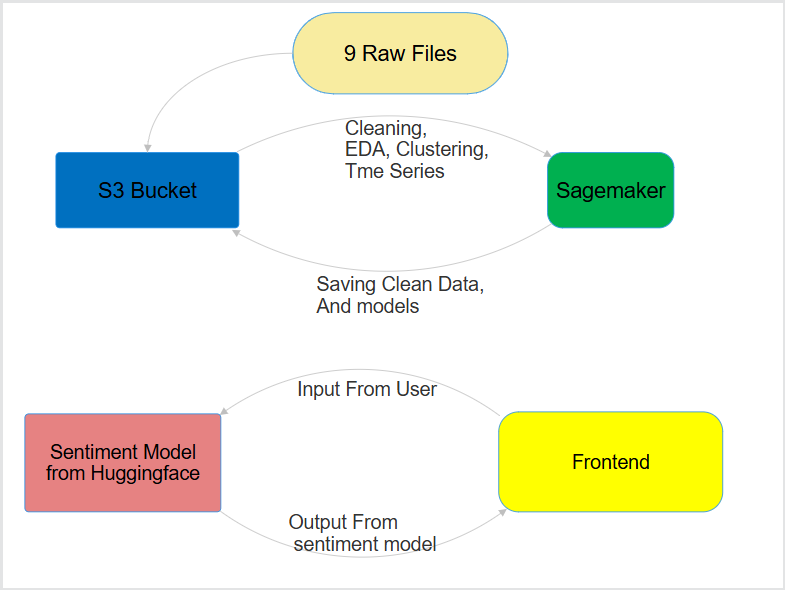 9 Raw Files
Cleaning,
EDA, Clustering,
Tme Series
S3 Bucket
Sagemaker
Saving Clean Data,
And models
Input From User
Sentiment Model
from Huggingface
Frontend
Output From
sentiment model